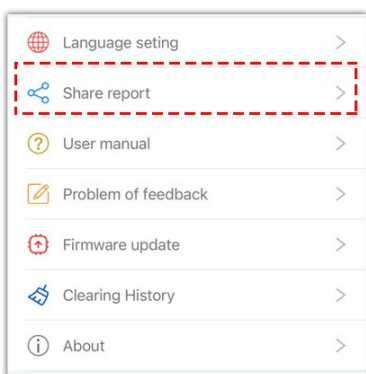 Language seting
Share report
User manual
Problem of feedback
Firmware update
Clearing History
About